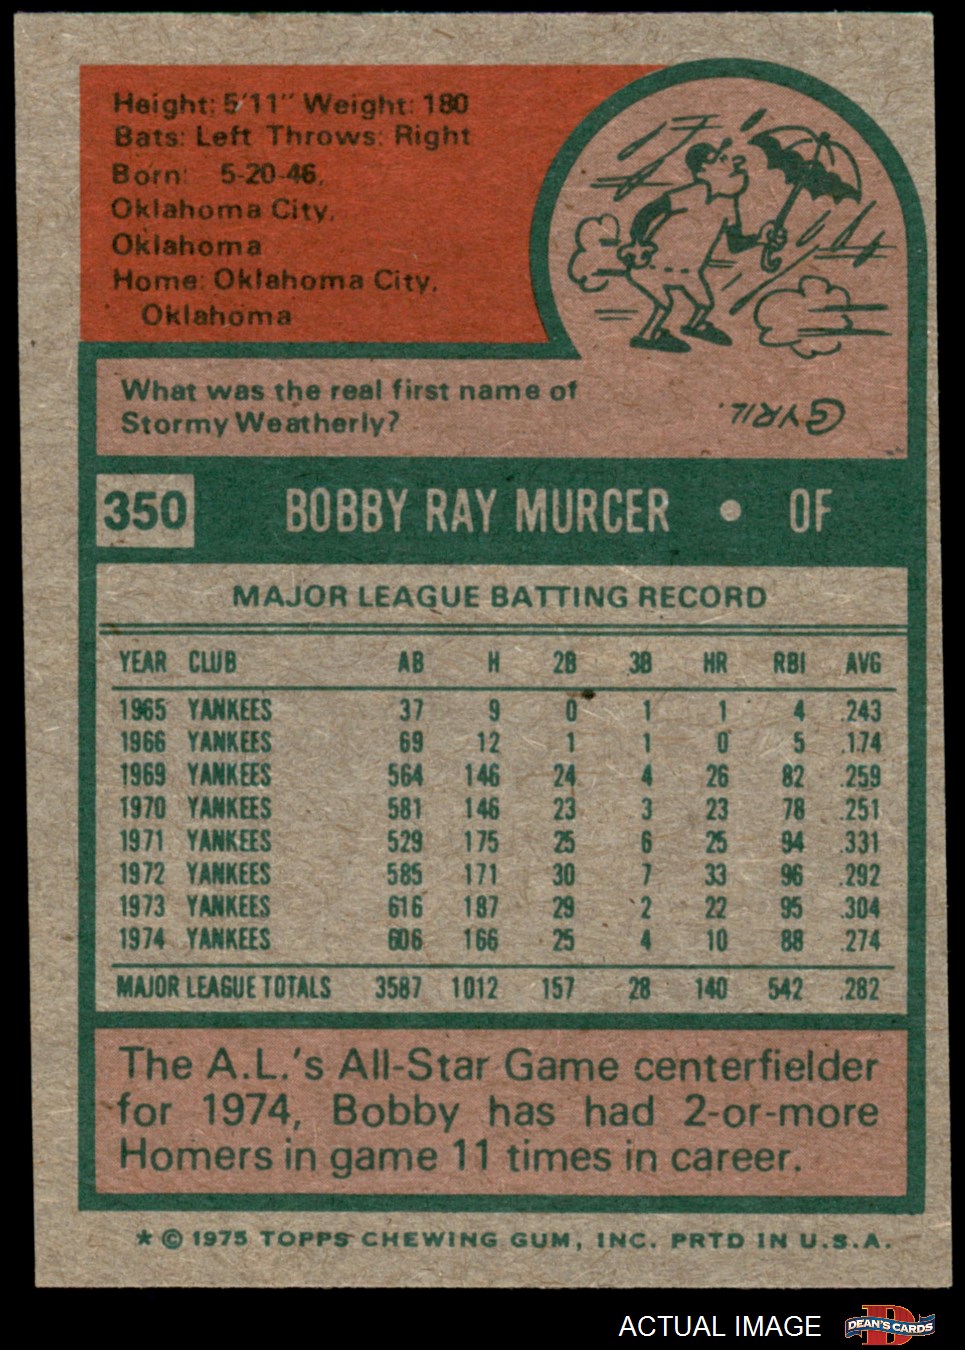 Height: 5'11" Weight: 180
Bats: Left Throws: Right
Born: 5-20-46,
Oklahoma City,
Oklahoma
Home: Oklahoma City,
Oklahoma
What was the real first name of
Stormy Weatherly?
CYRIL.
350 BOBBY RAY MURCER • OF
MAJOR LEAGUE BATTING RECORD
YEAR CLUB AB H 2B 3B HR RBI AVG
1965 YANKEES 37 9 0 1 1 4 .243
1966 YANKEES 69 12 1 1 0 5 .174
1969 YANKEES 564 146 24 4 26 82 .259
1970 YANKEES 581 146 23 3 23 78 .251
1971 YANKEES 529 175 25 6 25 94 .331
1972 YANKEES 585 171 30 7 33 96 .292
1973 YANKEES 616 187 29 2 22 95 .304
1974 YANKEES 606 166 25 4 10 88 .274
MAJOR LEAGUE TOTALS 3587 1012 157 28 140 542 .282
The A.L.'s All-Star Game centerfielder
for 1974, Bobby has had 2-or-more
Homers in game 11 times in career.
* © 1975 TOPPS CHEWING GUM, INC. PRTD IN U.S.A.
ACTUAL IMAGE
DEAN'S CARDS